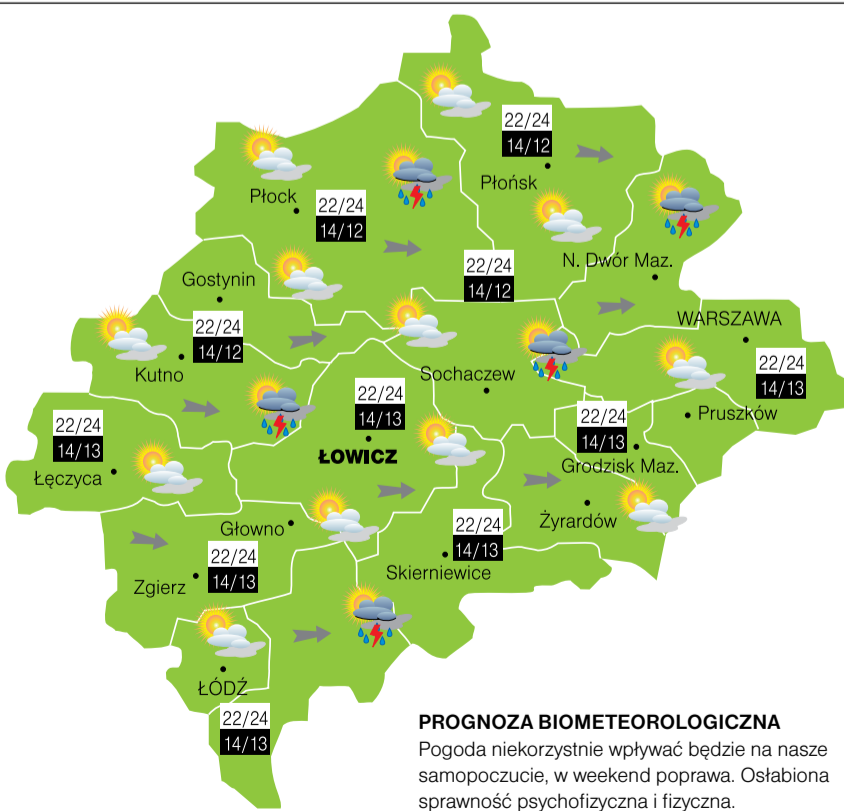 22/24
14/12
Płońsk
Płock
22/24
14/12
N. Dwór Maz.
22/24
14/12
Gostynin
WARSZAWA
22/24
14/12
Kutno
22/24
14/13
Sochaczew
22/24
14/13
ŁOWICZ
Pruszków
22/24
14/13
Grodzisk Maz.
22/24
14/13
Łęczyca
Żyrardów
Głowno
22/24
14/13
Skierniewice
22/24
14/13
Zgierz
ŁÓDŹ
22/24
14/13
PROGNOZA BIOMETEOROLOGICZNA
Pogoda niekorzystnie wpływać będzie na nasze
samopoczucie, w weekend poprawa. Osłabiona
sprawność psychofizyczna i fizyczna.